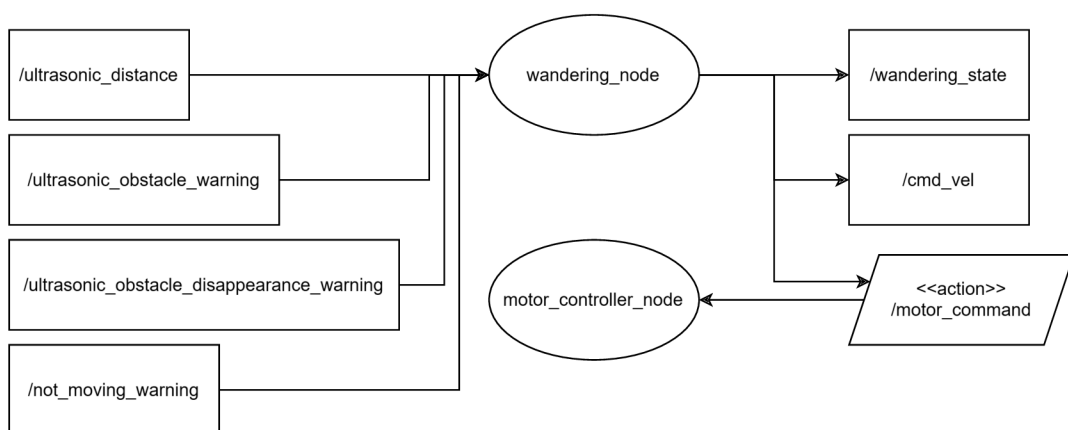 /ultrasonic_distance
wandering_node
/wandering_state
/ultrasonic_obstacle_warning
/cmd_vel
/ultrasonic_obstacle_disappearance_warning
motor_controller_node
<<action>>
/motor_command
/not_moving_warning